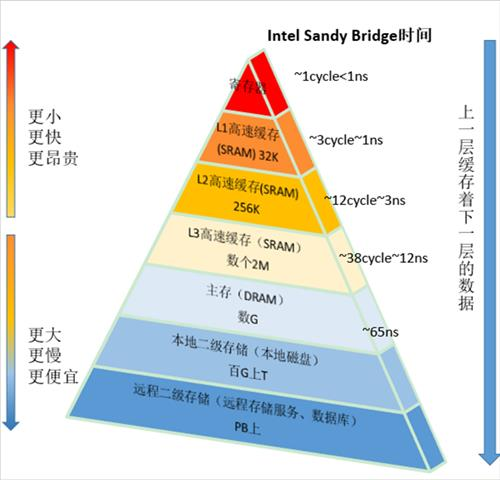 Intel Sandy Bridge时间
寄存器
~1cycle<1ns
L1高速缓存
(SRAM) 32K
~3cycle~1ns
L2高速缓存(SRAM)
256K
~12cycle~3ns
L3高速缓存（SRAM）
数个2M
~38cycle~12ns
主存（DRAM）
数G
~65ns
本地二级存储（本地磁盘）
百G上T
远程二级存储（远程存储服务、数据库）
PB上
更小
更快
更昂贵
更大
更慢
更便宜
上一层缓存着下一层的数据